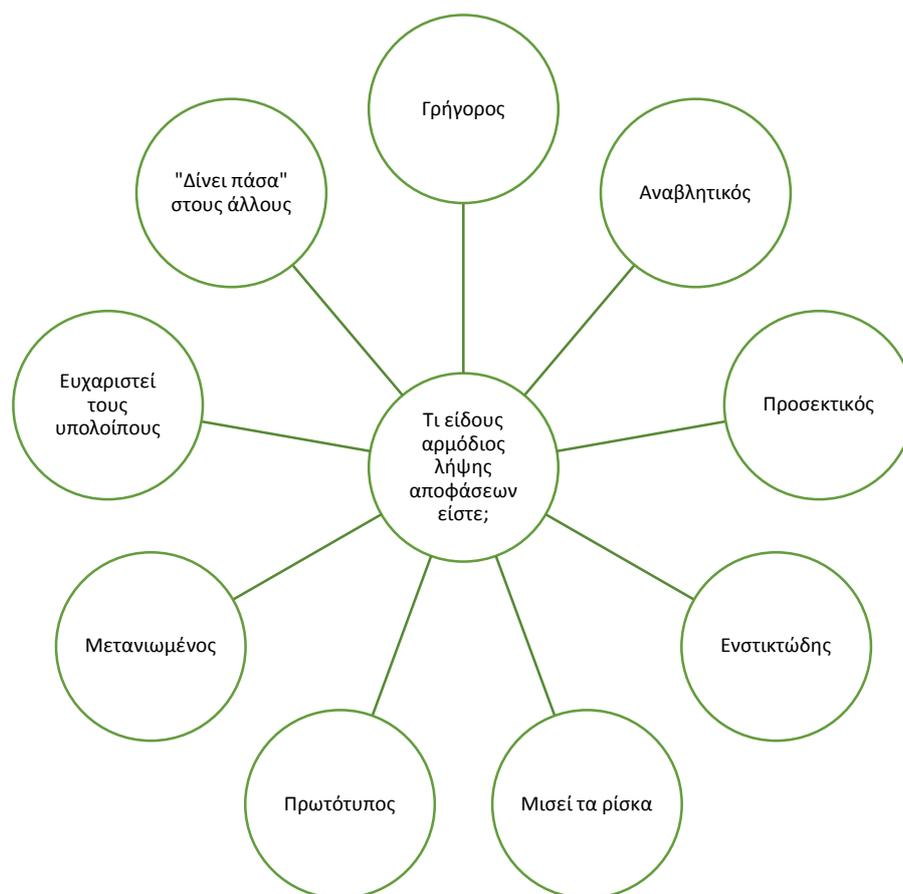 Γρήγορος
Αναβλητικός
Προσεκτικός
Ενστικτώδης
Μισεί τα ρίσκα
Πρωτότυπος
Μετανιωμένος
Ευχαριστεί
τους
υπολοίπους
"Δίνει πάσα"
στους άλλους
Τι είδους
αρμόδιος
λήψης
αποφάσεων
είστε;